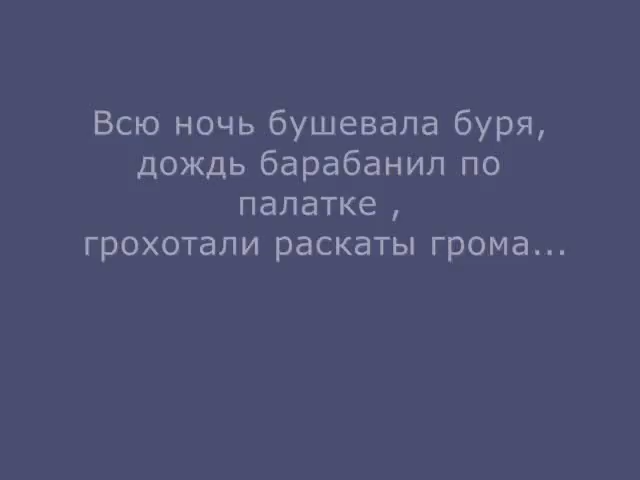 Всю ночь бушевала буря,
дождь барабанил по
палатке ,
грохотали раскаты грома...